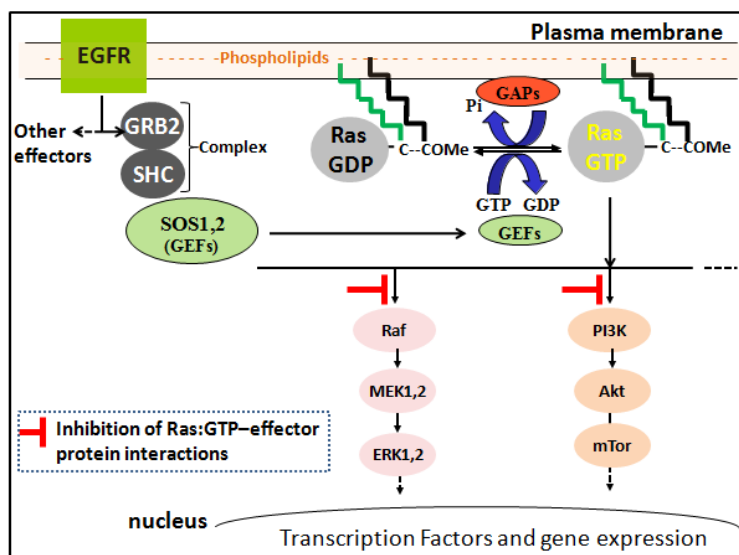 Plasma membrane
EGFR
Phospholipids
GAPs
Pi
Other
effectors
GRB2
SHC
Complex
Ras
GDP
C--COMe
Ras
GTP
C--COMe
GTP GDP
GEFs
SOS1,2
(GEFs)
Raf
PI3K
MEK1,2
Akt
ERK1,2
mTor
Inhibition of Ras:GTP–effector
protein interactions
nucleus
Transcription Factors and gene expression